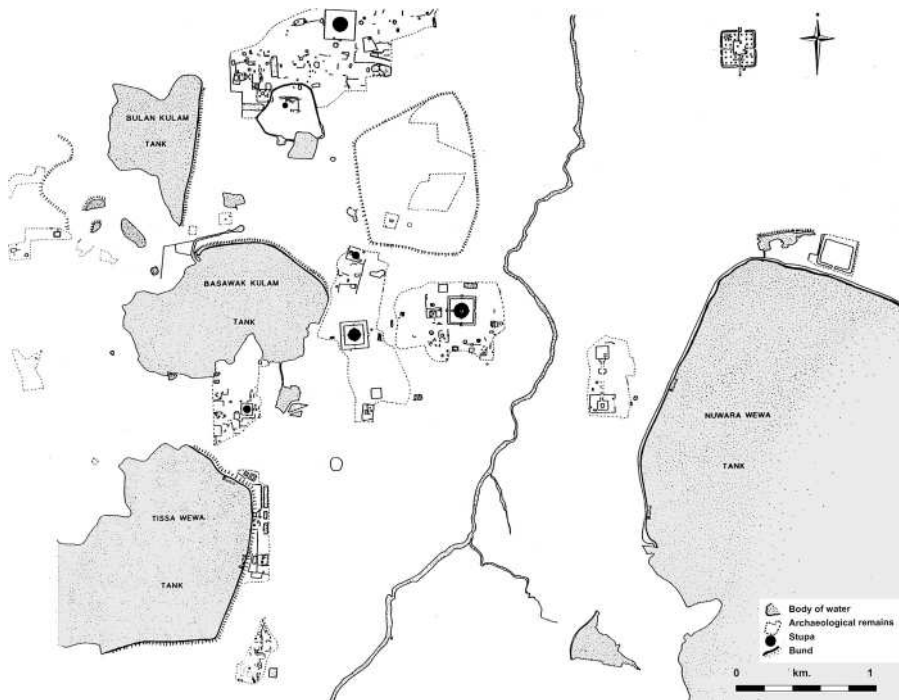 BULAN KULAM
TANK
BASAWAK KULAM
TANK
NUWARA WEWA
TANK
TISSA WEWA.
TANK
Body of water
Archaeological remains
Stupa
Bund
0 km. 1